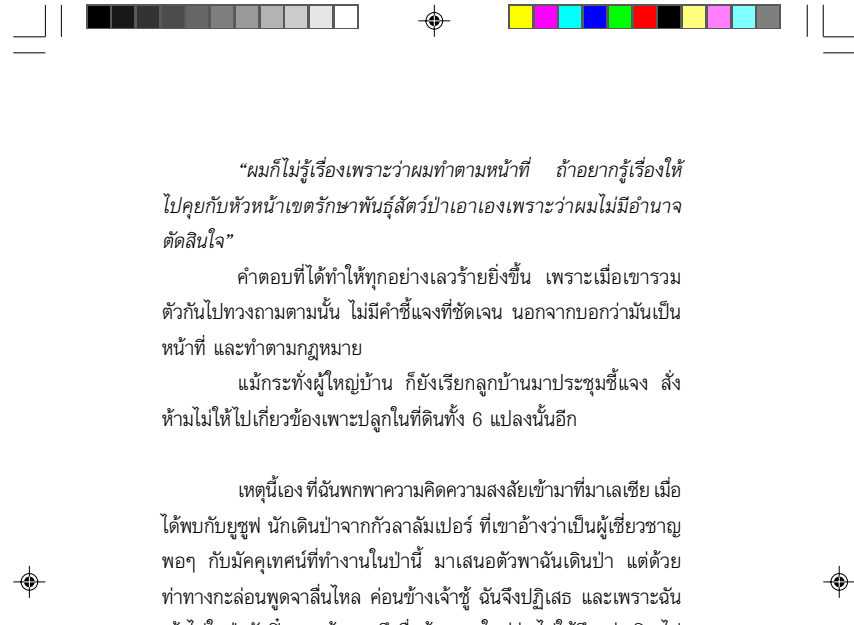 “ผมก็ไม่รู้เรื่องเพราะว่าผมทำตามหน้าที่ ถ้าอยากรู้เรื่องให้
ไปคุยกับหัวหน้าเขตรักษาพันธุ์สัตว์ป่าเอาเองเพราะว่าผมไม่มีอำนาจ
ตัดสินใจ”
คำตอบที่ได้ทำให้ทุกอย่างเลวร้ายยิ่งขึ้น เพราะเมื่อเขารวม
ตัวกันไปทวงถามตามนั้น ไม่มีคำชี้แจงที่ชัดเจน นอกจากบอกว่ามันเป็น
หน้าที่ และทำตามกฎหมาย
แม้กระทั่งผู้ใหญ่บ้าน ก็ยังเรียกลูกบ้านมาประชุมชี้แจง สั่ง
ห้ามไม่ให้ไปเกี่ยวข้องเพาะปลูกในที่ดินทั้ง 6 แปลงนั้นอีก
เหตุนี้เอง ที่ฉันพกพาความคิดความสงสัยเข้ามาที่มาเลเซีย เมื่อ
ได้พบกับยูซูฟ นักเดินป่าจากกัวลาลัมเปอร์ ที่เขาอ้างว่าเป็นผู้เชี่ยวชาญ
พอๆ กับมัคคุเทศน์ที่ทำงานในป่านี้ มาเสนอตัวพาฉันเดินป่า แต่ด้วย
ท่าทางกะล่อนพูดจาลื่นไหล ค่อนข้างเจ้าชู้ ฉันจึงปฏิเสธ และเพราะฉัน